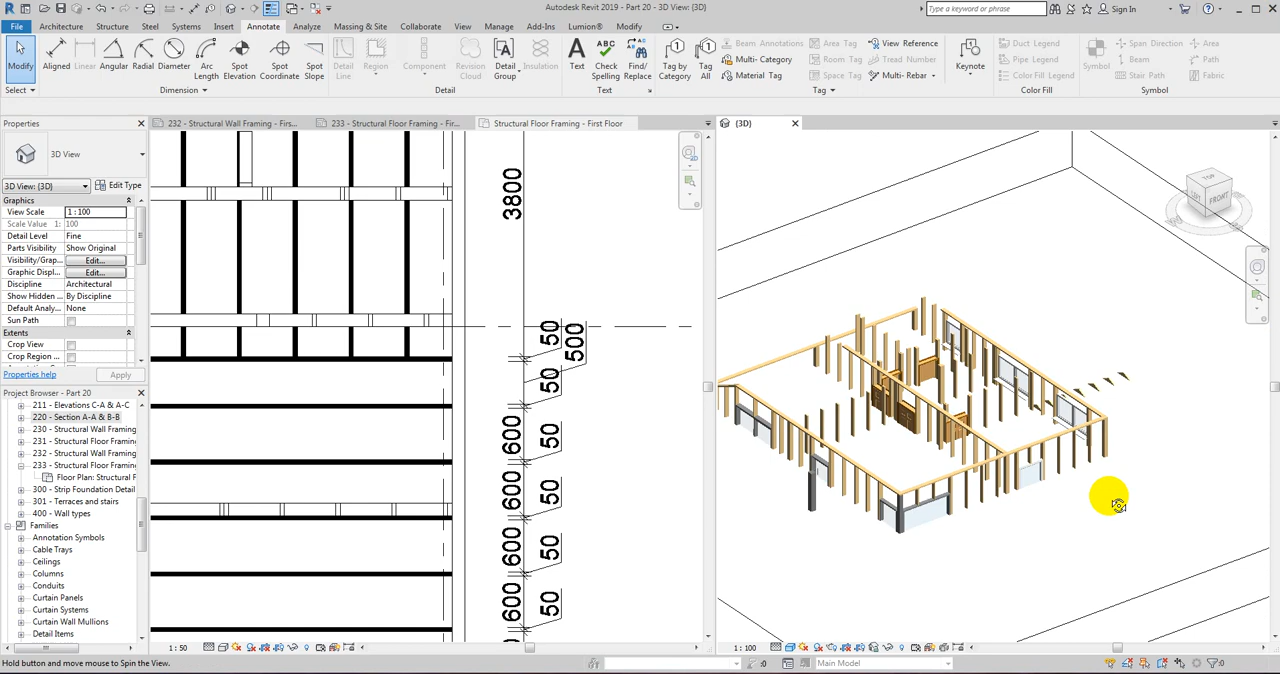 Autodesk Revit 2019 - Part 20 - 3D View: {3D}
Type a keyword or phrase
Sign In
File Architecture Structure Steel Systems Insert Annotate Analyze Massing & Site Collaborate View Manage Add-Ins Lumion® Modify
Modify Aligned Linear Angular Radial Diameter Arc Length Spot Elevation Spot Coordinate Spot Slope
Detail Line Region Component Revision Cloud Detail Group Insulation
Text Check Spelling Find/ Replace
Tag by Category Tag All
Beam Annotations Area Tag View Reference
Multi- Category Room Tag Tread Number
Material Tag Space Tag Multi- Rebar
Keynote
Duct Legend
Pipe Legend
Color Fill Legend
Symbol Span Direction Area
Beam Path
Stair Path Fabric
Select Dimension Detail Text Tag Color Fill Symbol
Properties
232 - Structural Wall Framing - Firs...
233 - Structural Floor Framing - Fir...
Structural Floor Framing - First Floor
{3D}
3D View
3D View: {3D} Edit Type
Graphics
View Scale 1 : 100
Scale Value 1: 100
Detail Level Fine
Parts Visibility Show Original
Visibility/Grap... Edit...
Graphic Displ... Edit...
Discipline Architectural
Show Hidden ... By Discipline
Default Analy... None
Sun Path
Extents
Crop View
Crop Region ...
Properties help Apply
Project Browser - Part 20
211 - Elevations C-A & A-C
220 - Section A-A & B-B
230 - Structural Wall Framing
231 - Structural Floor Framing
232 - Structural Wall Framing
233 - Structural Floor Framing
Floor Plan: Structural F
300 - Strip Foundation Detail
301 - Terraces and stairs
400 - Wall types
Families
Annotation Symbols
Cable Trays
Ceilings
Columns
Conduits
Curtain Panels
Curtain Systems
Curtain Wall Mullions
Detail Items
3800
50
500
50
600
50
600
50
600
50
600
50
TOP
LEFT FRONT
1 : 50
1 : 100
Hold button and move mouse to Spin the View.
:0
Main Model
:0